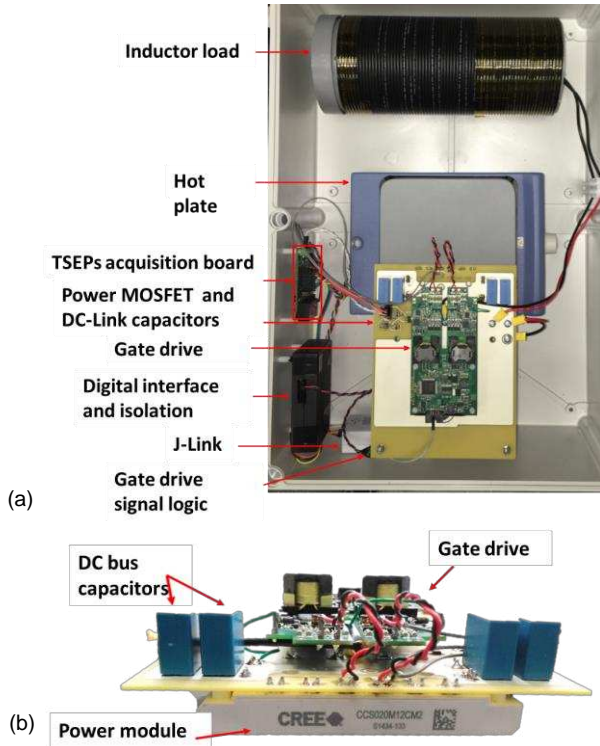 Inductor load
Hot
plate
TSEPs acquisition board
Power MOSFET and
DC-Link capacitors
Gate drive
Digital interface
and isolation
J-Link
Gate drive
signal logic
(a)
DC bus
capacitors
Gate drive
CREE
CCS020M12CM2
Power module
(b)